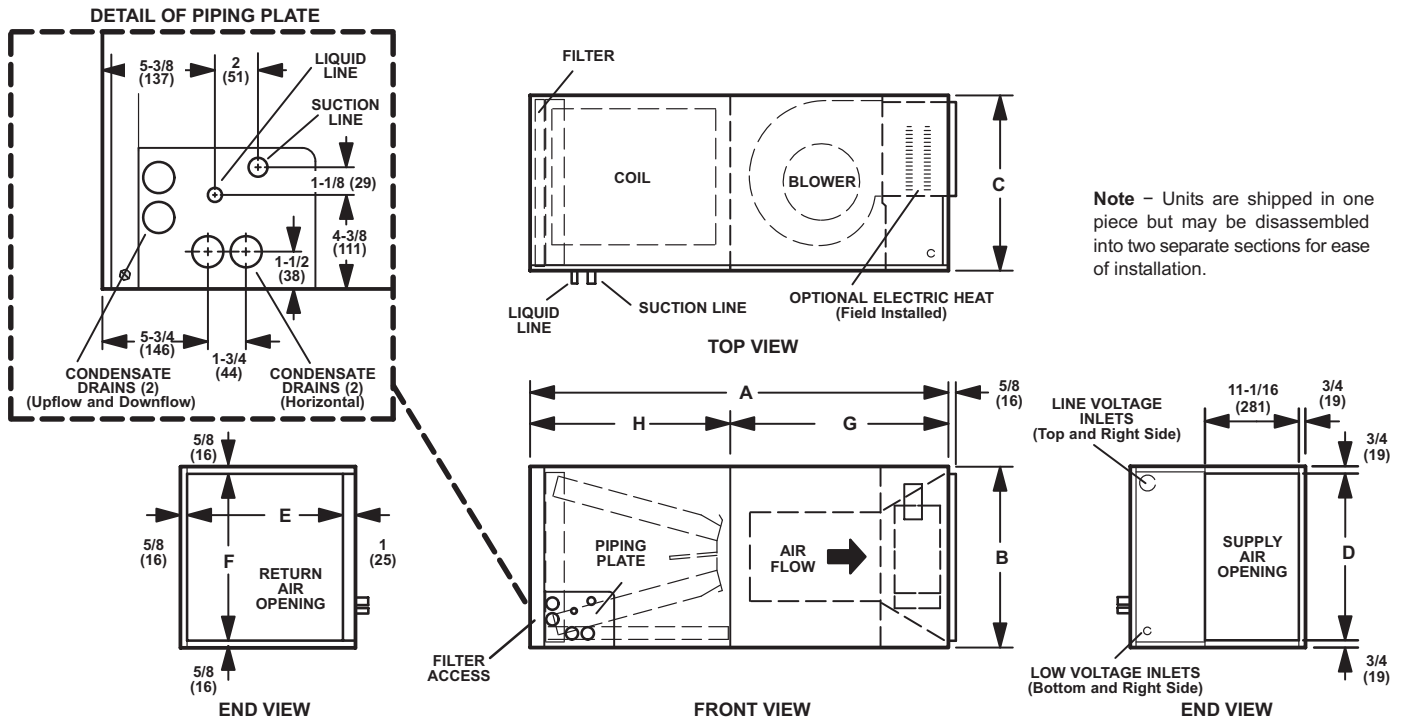 DETAIL OF PIPING PLATE
5-3/8
(137)
2
(51)
LIQUID
LINE
SUCTION
LINE
1-1/8 (29)
4-3/8
(111)
1-1/2
(38)
5-3/4
(146)
1-3/4
(44)
CONDENSATE
DRAINS (2)
(Upflow and Downflow)
CONDENSATE
DRAINS (2)
(Horizontal)
FILTER
COIL
BLOWER
C
LIQUID
LINE
SUCTION LINE
OPTIONAL ELECTRIC HEAT
(Field Installed)
TOP VIEW
Note – Units are shipped in one
piece but may be disassembled
into two separate sections for ease
of installation.
5/8
(16)
E
5/8
(16)
F
1
(25)
RETURN
AIR
OPENING
5/8
(16)
END VIEW
A
5/8
(16)
H
G
PIPING
PLATE
AIR
FLOW
B
FILTER
ACCESS
FRONT VIEW
LINE VOLTAGE
INLETS
(Top and Right Side)
11-1/16
(281)
3/4
(19)
3/4
(19)
SUPPLY
AIR
OPENING
D
LOW VOLTAGE INLETS
(Bottom and Right Side)
3/4
(19)
END VIEW